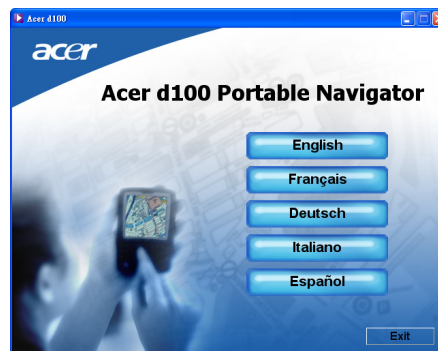 Acer d100
acer
Acer d100 Portable Navigator
English
Français
Deutsch
Italiano
Español
Exit